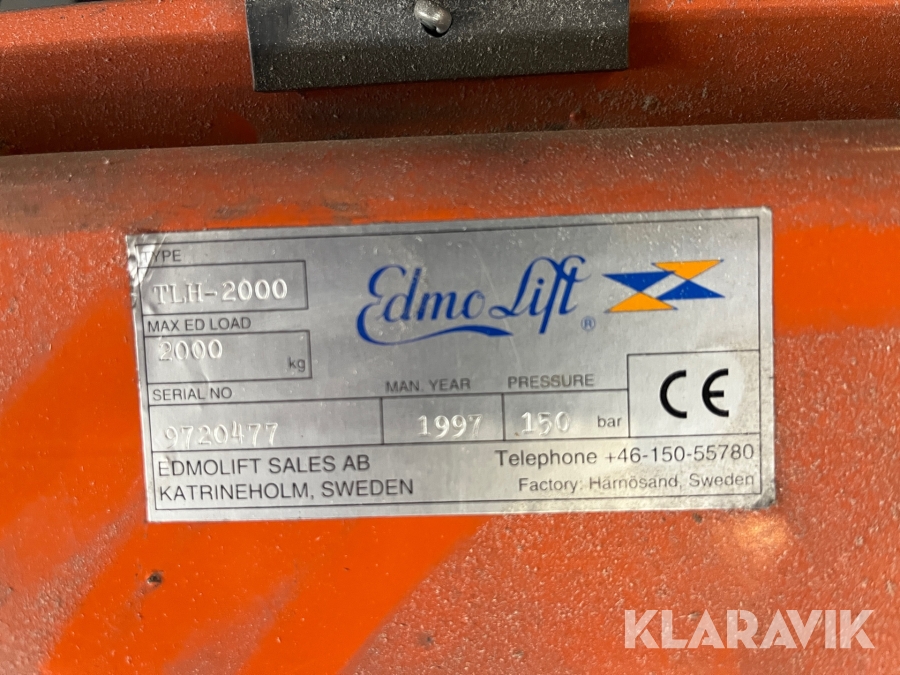 TYPE
TLH-2000
Edmo Lift ®
MAX ED LOAD
2000 kg
SERIAL NO MAN. YEAR PRESSURE
9720477 1997 150 bar CE
EDMOLIFT SALES AB Telephone +46-150-55780
KATRINEHOLM, SWEDEN Factory: Härnösand, Sweden
KLARAVIK